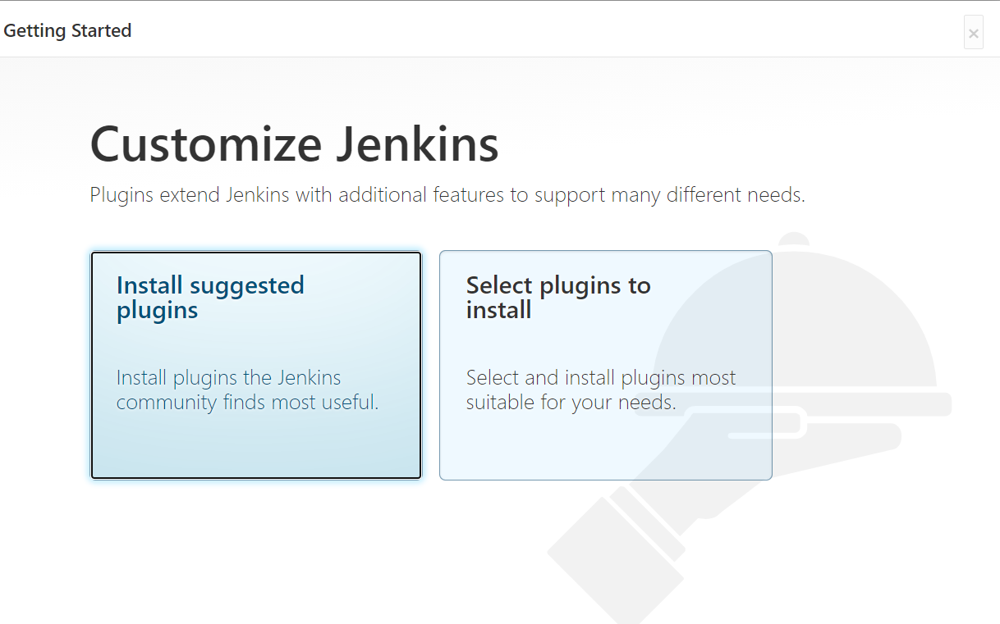 Getting Started
×
Customize Jenkins
Plugins extend Jenkins with additional features to support many different needs.
Install suggested
plugins
Install plugins the Jenkins
community finds most useful.
Select plugins to
install
Select and install plugins most
suitable for your needs.